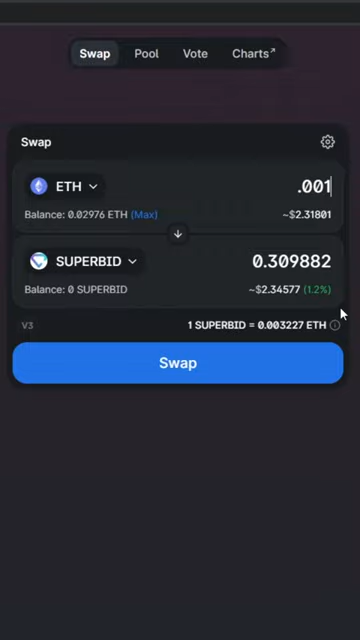 Swap Pool Vote Charts↗
Swap
ETH .001
Balance: 0.02976 ETH (Max) ~$2.31801
SUPERBID 0.309882
Balance: 0 SUPERBID ~$2.34577 (1.2%)
V3 1 SUPERBID = 0.003227 ETH
Swap